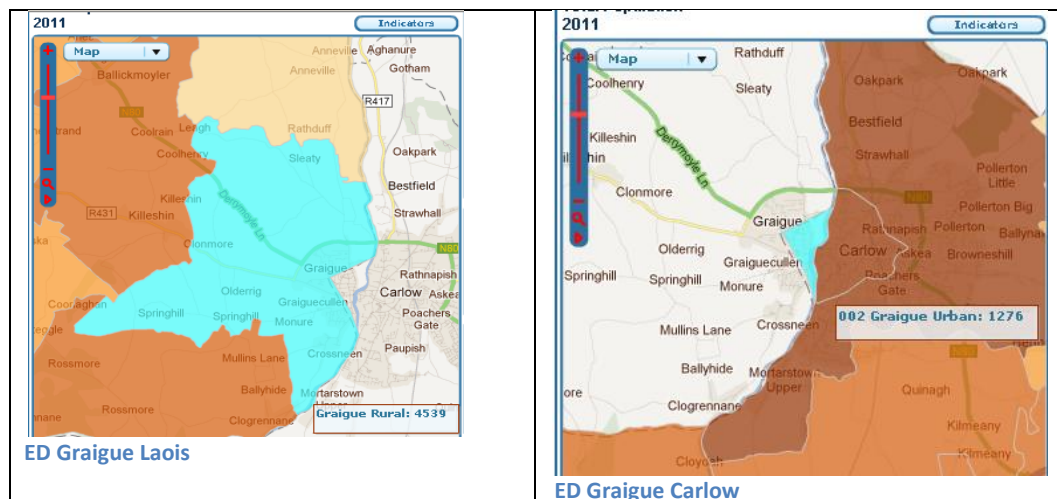 2011
Indicators
Map
Anneville
Aghanure
Anneville
Gotham
Ballickmoyler
R417
N80
Coolrain
Leagh
Rathduff
Coolhenry
Sleaty
Oakpark
Bestfield
Killeshin
Derrymoyle Ln
Strawhall
R431
Killeshin
Clonmore
N80
Graigue
Rathnapish
Olderrig
Carlow
Askea
Springhill
Springhill
Graiguecullen
Monure
Poachers
Gate
Rossmore
Mullins Lane
Crossneen
Paupish
Ballyhide
Mortarstown
Upper
Rossmore
Clogrennane
Graigue Rural: 4539
ED Graigue Laois
2011
Indicators
Map
Rathduff
Coolhenry
Sleaty
Oakpark
Oakpark
Bestfield
Killeshin
Derrymoyle Ln
Strawhall
Pollerton
Little
Clonmore
N80
Pollerton Big
Graigue
Rathnapish
Pollerton
Olderrig
Carlow
Askea
Browneshill
Graiguecullen
Springhill
Springhill
Monure
Poachers
Gate
002 Graigue Urban: 1276
Mullins Lane
Crossneen
Ballyhide
Mortarstown
Upper
Quinagh
Clogrennane
Kilmeany
Kilmeany
Cloydah
ED Graigue Carlow